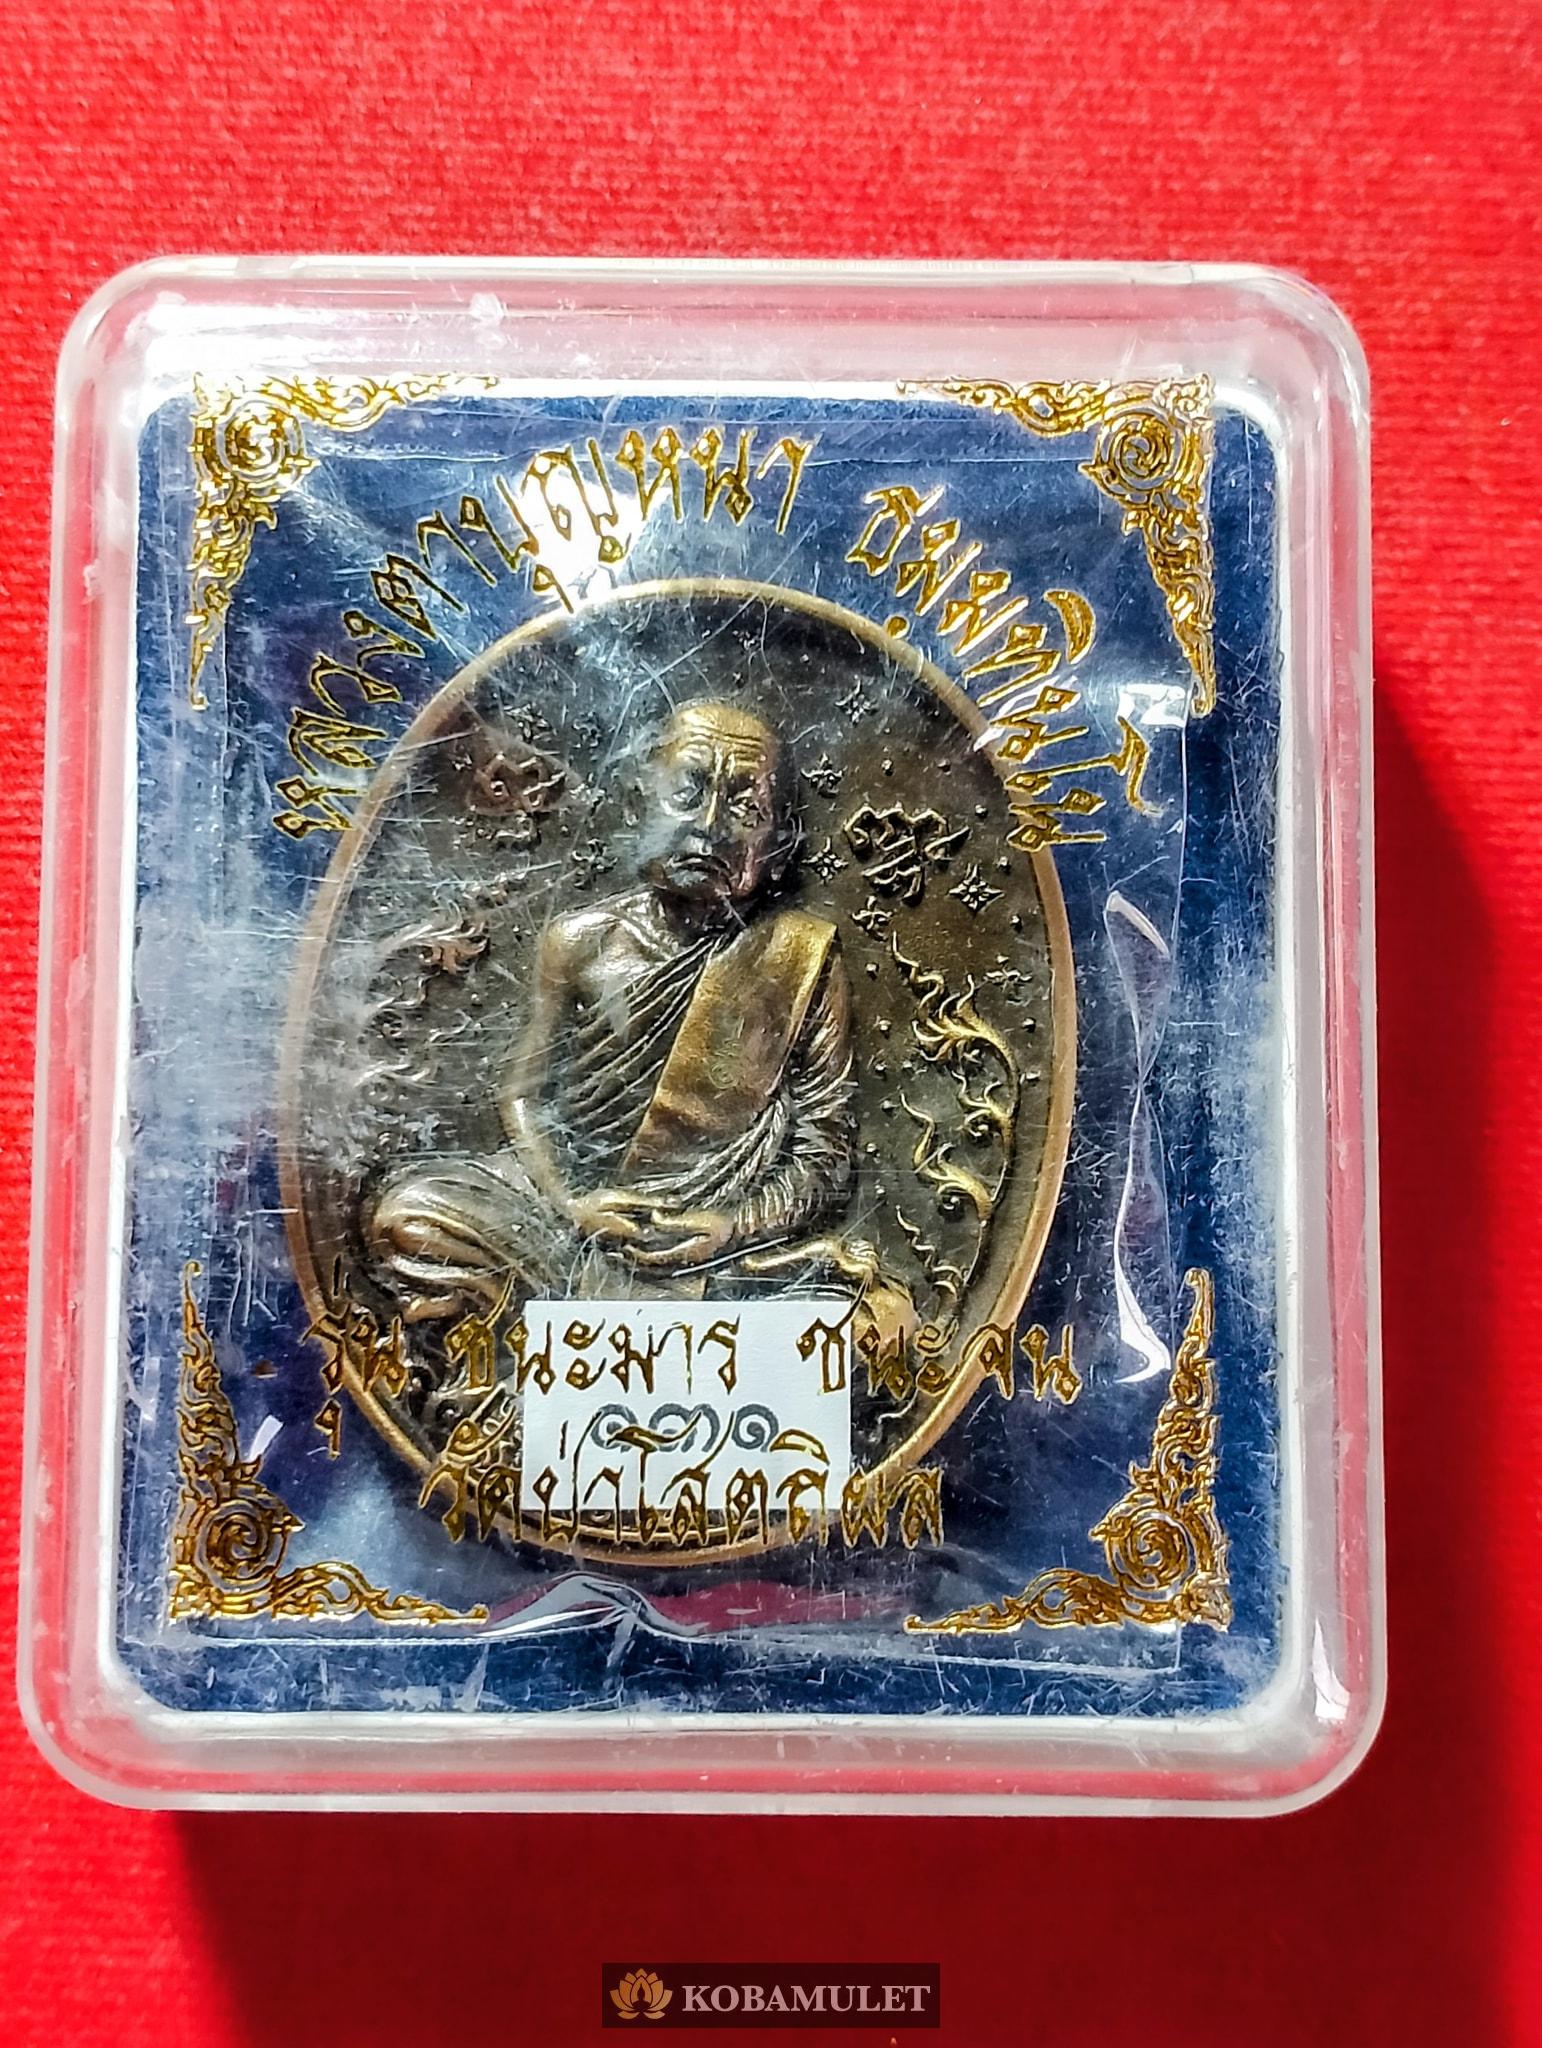 หลวงตาบุญหนา ธมฺมทินฺโน
รุ่น ชนะมาร ชนะจน
๑๓๑
วัดป่าโสตถิผล
KOBAMULET